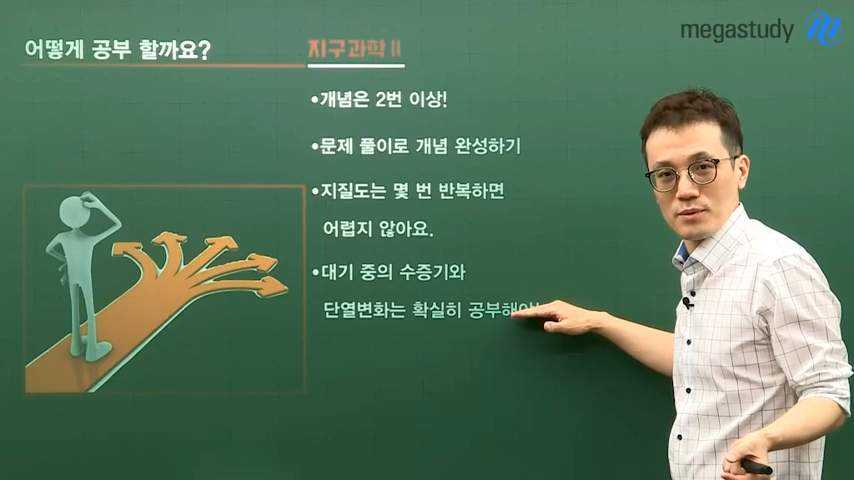 어떻게 공부 할까요?
지구과학 II
megastudy
•개념은 2번 이상!
•문제 풀이로 개념 완성하기
•지질도는 몇 번 반복하면
어렵지 않아요.
•대기 중의 수증기와
단열변화는 확실히